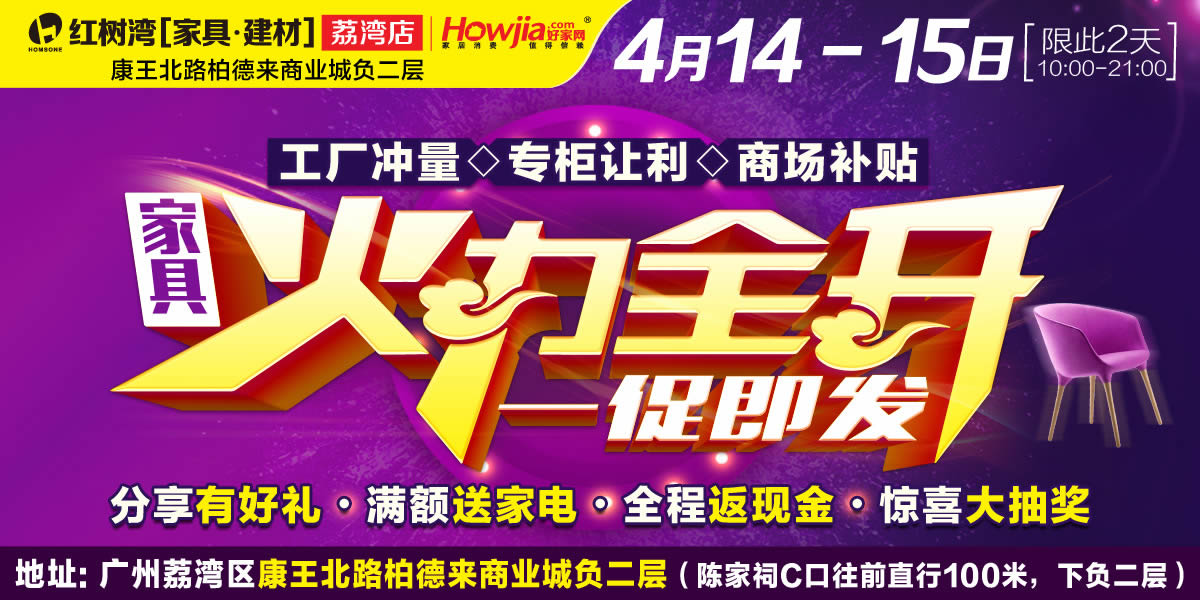 红树湾[家具·建材] 荔湾店 Howjia.com好家网®
HOMBONE 家居消费 值得信赖
康王北路柏德来商业城负二层
4月14-15日[限此2天
10:00-21:00]
工厂冲量◇专柜让利◇商场补贴
家具
火力全开
一促即发
分享有好礼·满额送家电·全程返现金·惊喜大抽奖
地址: 广州荔湾区康王北路柏德来商业城负二层（陈家祠C口往前直行100米，下负二层）